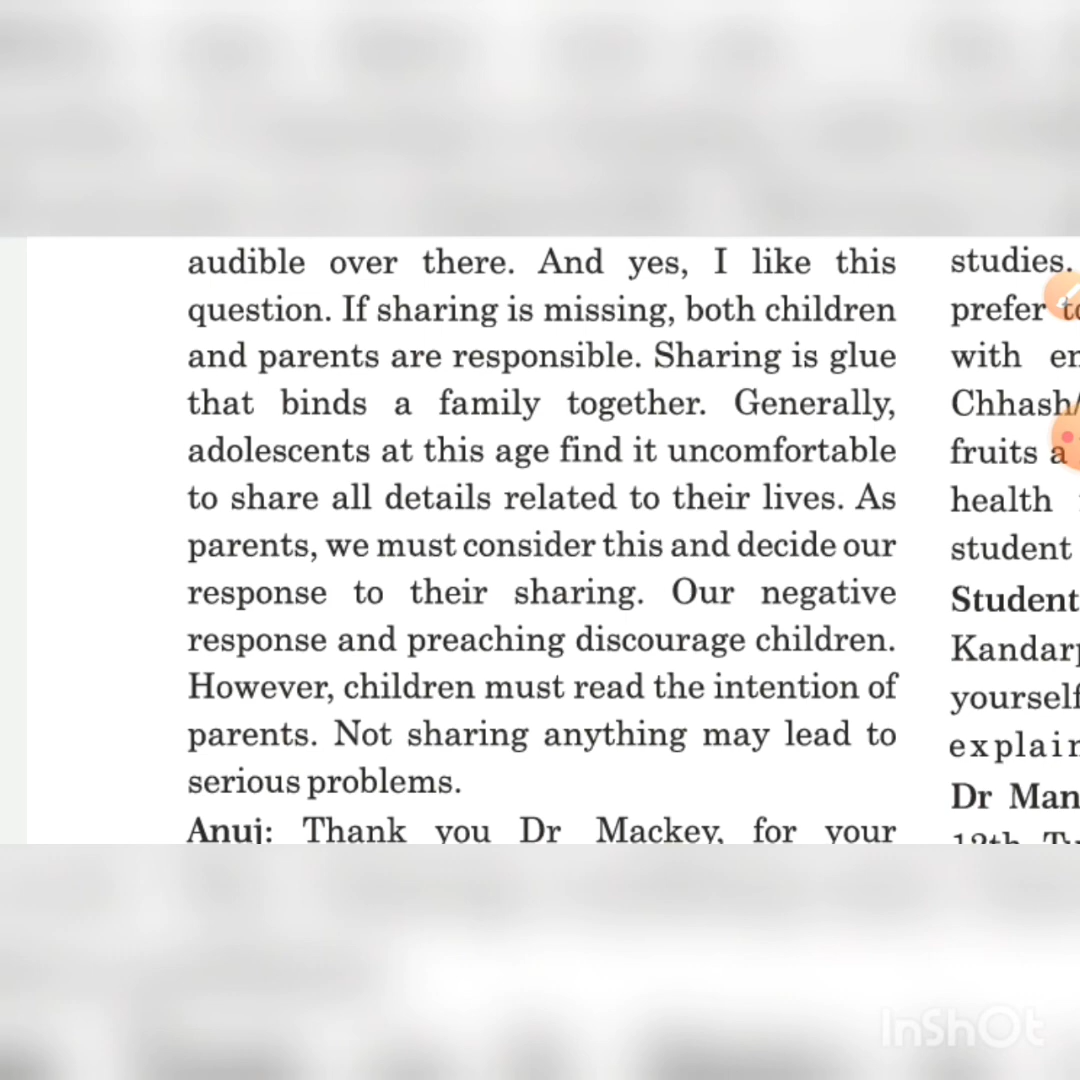 audible over there. And yes, I like this
question. If sharing is missing, both children
and parents are responsible. Sharing is glue
that binds a family together. Generally,
adolescents at this age find it uncomfortable
to share all details related to their lives. As
parents, we must consider this and decide our
response to their sharing. Our negative
response and preaching discourage children.
However, children must read the intention of
parents. Not sharing anything may lead to
serious problems.
Anuj: Thank you Dr Mackey, for your
studies.
prefer
with
Chhash/
fruits a
health
student
Student
yourself
explain
Dr
12th
InShOt